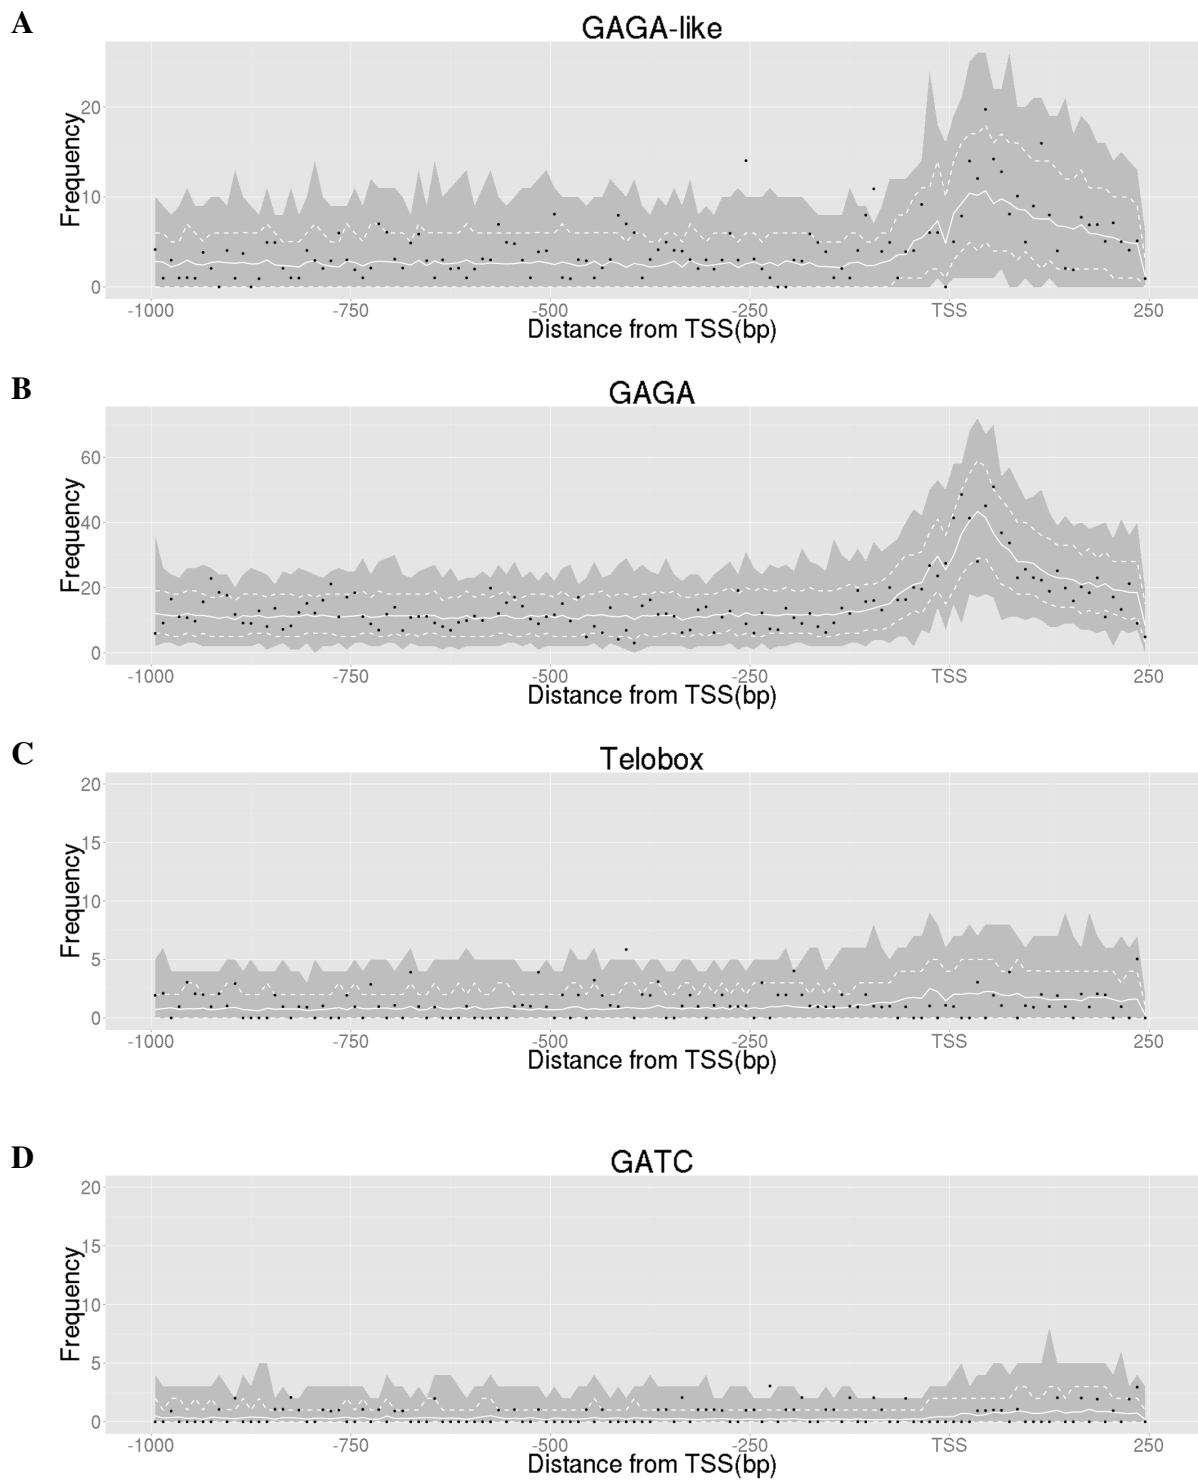 A
GAGA-like
Frequency
20
10
0
-1000 -750 -500 -250 TSS 250
Distance from TSS(bp)
B
GAGA
Frequency
60
40
20
0
-1000 -750 -500 -250 TSS 250
Distance from TSS(bp)
C
Telobox
Frequency
20
15
10
5
0
-1000 -750 -500 -250 TSS 250
Distance from TSS(bp)
D
GATC
Frequency
20
15
10
5
0
-1000 -750 -500 -250 TSS 250
Distance from TSS(bp)